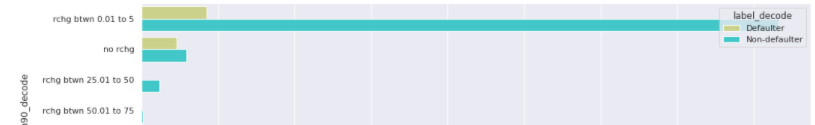 rchg btwn 0.01 to 5
no rchg
rchg btwn 25.01 to 50
rchg btwn 50.01 to 75
label_decode
Defaulter
Non-defaulter